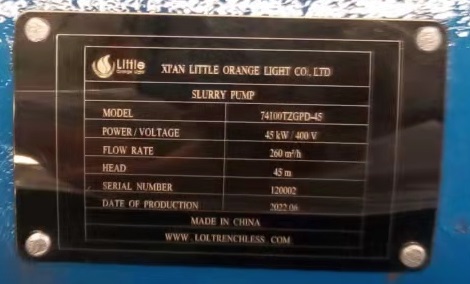 Little
Orange Light
XI'AN LITTLE ORANGE LIGHT CO., LTD
SLURRY PUMP
MODEL 74100TZGPD-45
POWER / VOLTAGE 45 kW / 400 V
FLOW RATE 260 m³/h
HEAD 45 m
SERIAL NUMBER 120002
DATE OF PRODUCTION 2022.06
MADE IN CHINA
WWW. LOLTRENCHLESS. COM